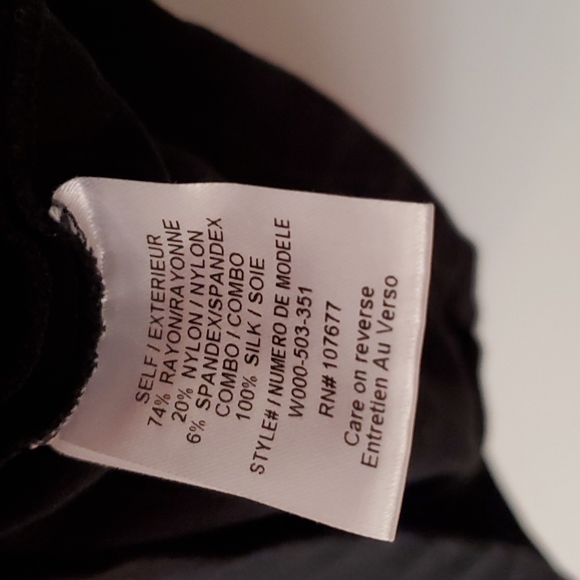 SELF / EXTERIEUR
74% RAYON/RAYONNE
20% NYLON / NYLON
6% SPANDEX/SPANDEX
COMBO / COMBO
100% SILK / SOIE
STYLE# / NUMERO DE MODELE
W000-503-351
RN# 107677
Care on reverse
Entretien Au Verso